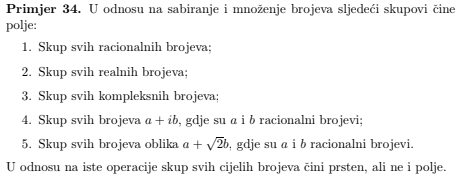 Primjer 34. U odnosu na sabiranje i množenje brojeva sljedeći skupovi čine
polje:
1. Skup svih racionalnih brojeva;
2. Skup svih realnih brojeva;
3. Skup svih kompleksnih brojeva;
4. Skup svih brojeva a + ib, gdje su a i b racionalni brojevi;
5. Skup svih brojeva oblika a + √2b, gdje su a i b racionalni brojevi.
U odnosu na iste operacije skup svih cijelih brojeva čini prsten, ali ne i polje.